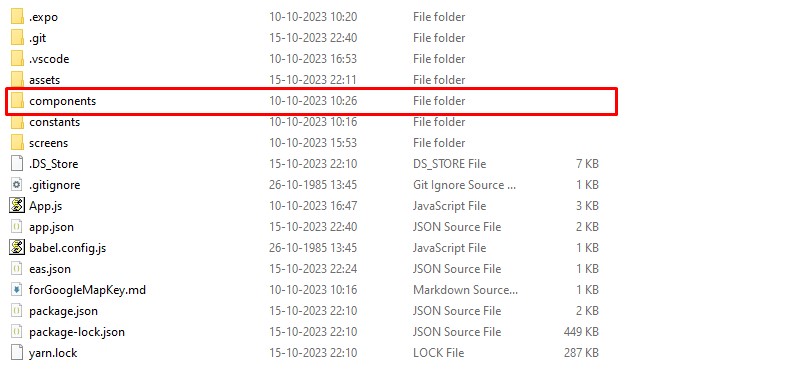 .expo 10-10-2023 10:20 File folder
.git 15-10-2023 22:40 File folder
.vscode 10-10-2023 16:53 File folder
assets 15-10-2023 22:11 File folder
components 10-10-2023 10:26 File folder
constants 10-10-2023 10:16 File folder
screens 10-10-2023 15:53 File folder
.DS_Store 15-10-2023 22:10 DS_STORE File 7 KB
.gitignore 26-10-1985 13:45 Git Ignore Source ... 1 KB
App.js 10-10-2023 16:47 JavaScript File 3 KB
app.json 15-10-2023 22:40 JSON Source File 2 KB
babel.config.js 26-10-1985 13:45 JavaScript File 1 KB
eas.json 15-10-2023 22:24 JSON Source File 1 KB
forGoogleMapKey.md 10-10-2023 10:16 Markdown Source... 1 KB
package.json 15-10-2023 22:10 JSON Source File 2 KB
package-lock.json 15-10-2023 22:10 JSON Source File 449 KB
yarn.lock 15-10-2023 22:10 LOCK File 287 KB